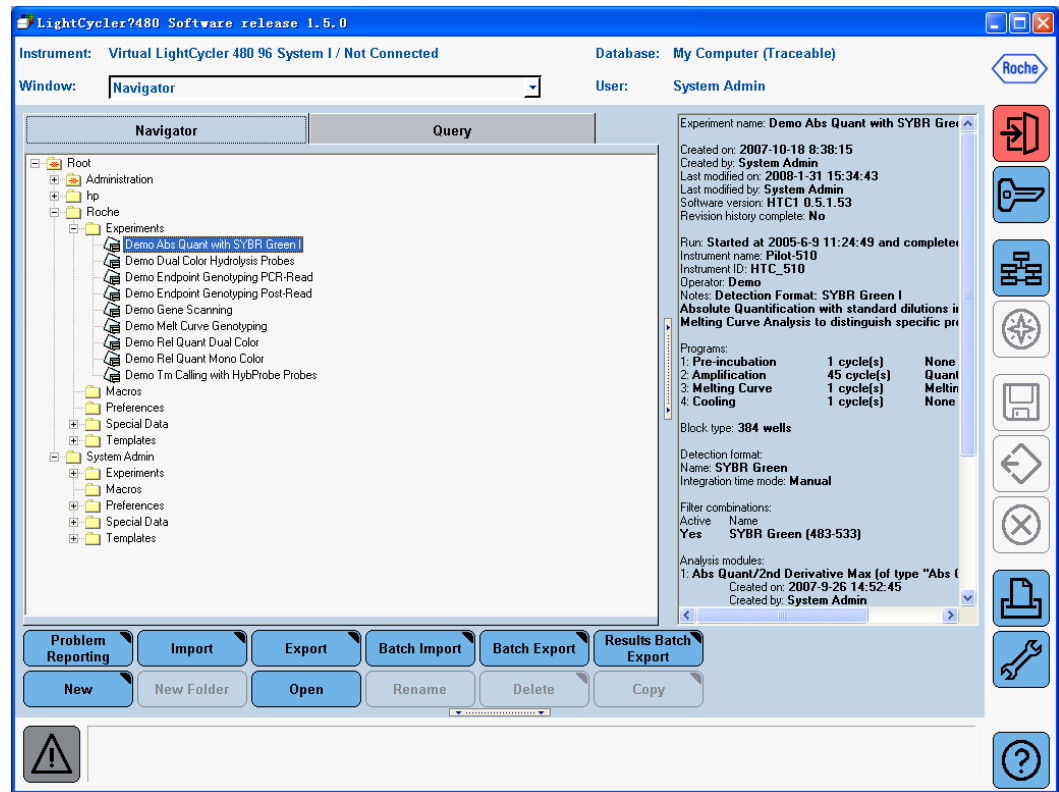 LightCycler?480 Software release 1.5.0
Instrument: Virtual LightCycler 480 96 System I / Not Connected
Database: My Computer (Traceable)
Window: Navigator
User: System Admin
Roche
Navigator
Query
Root
Administration
hp
Roche
Experiments
Demo Abs Quant with SYBR Green I
Demo Dual Color Hydrolysis Probes
Demo Endpoint Genotyping PCR-Read
Demo Endpoint Genotyping Post-Read
Demo Gene Scanning
Demo Melt Curve Genotyping
Demo Rel Quant Dual Color
Demo Rel Quant Mono Color
Demo Tm Calling with HybProbe Probes
Macros
Preferences
Special Data
Templates
System Admin
Experiments
Macros
Preferences
Special Data
Templates
Experiment name: Demo Abs Quant with SYBR Gree
Created on: 2007-10-18 8:38:15
Created by: System Admin
Last modified on: 2008-1-31 15:34:43
Last modified by: System Admin
Software version: HTC1 0.5.1.53
Revision history complete: No
Run: Started at 2005-6-9 11:24:49 and completed
Instrument name: Pilot-510
Instrument ID: HTC_510
Operator: Demo
Notes: Detection Format: SYBR Green I
Absolute Quantification with standard dilutions i
Melting Curve Analysis to distinguish specific pr
Programs:
1: Pre-incubation 1 cycle(s) None
2: Amplification 45 cycle(s) Quant
3: Melting Curve 1 cycle(s) Meltin
4: Cooling 1 cycle(s) None
Block type: 384 wells
Detection format:
Name: SYBR Green
Integration time mode: Manual
Filter combinations:
Active Name
Yes SYBR Green (483-533)
Analysis modules:
1: Abs Quant/2nd Derivative Max (of type "Abs
Created on: 2007-9-26 14:52:45
Created by: System Admin
Problem Reporting
Import
Export
Batch Import
Batch Export
Results Batch Export
New
New Folder
Open
Rename
Delete
Copy